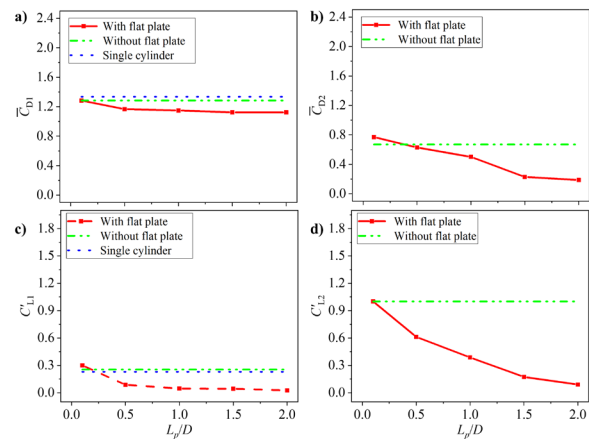 a)
With flat plate
Without flat plate
Single cylinder
2.4
2.0
1.6
1.2
0.8
0.4
0.0
C̅D1
b)
With flat plate
Without flat plate
2.4
2.0
1.6
1.2
0.8
0.4
0.0
C̅D2
c)
With flat plate
Without flat plate
Single cylinder
1.8
1.5
1.2
0.9
0.6
0.3
0.0
C'L1
0.0 0.5 1.0 1.5 2.0
Lp/D
d)
With flat plate
Without flat plate
1.8
1.5
1.2
0.9
0.6
0.3
0.0
C'L2
0.0 0.5 1.0 1.5 2.0
Lp/D